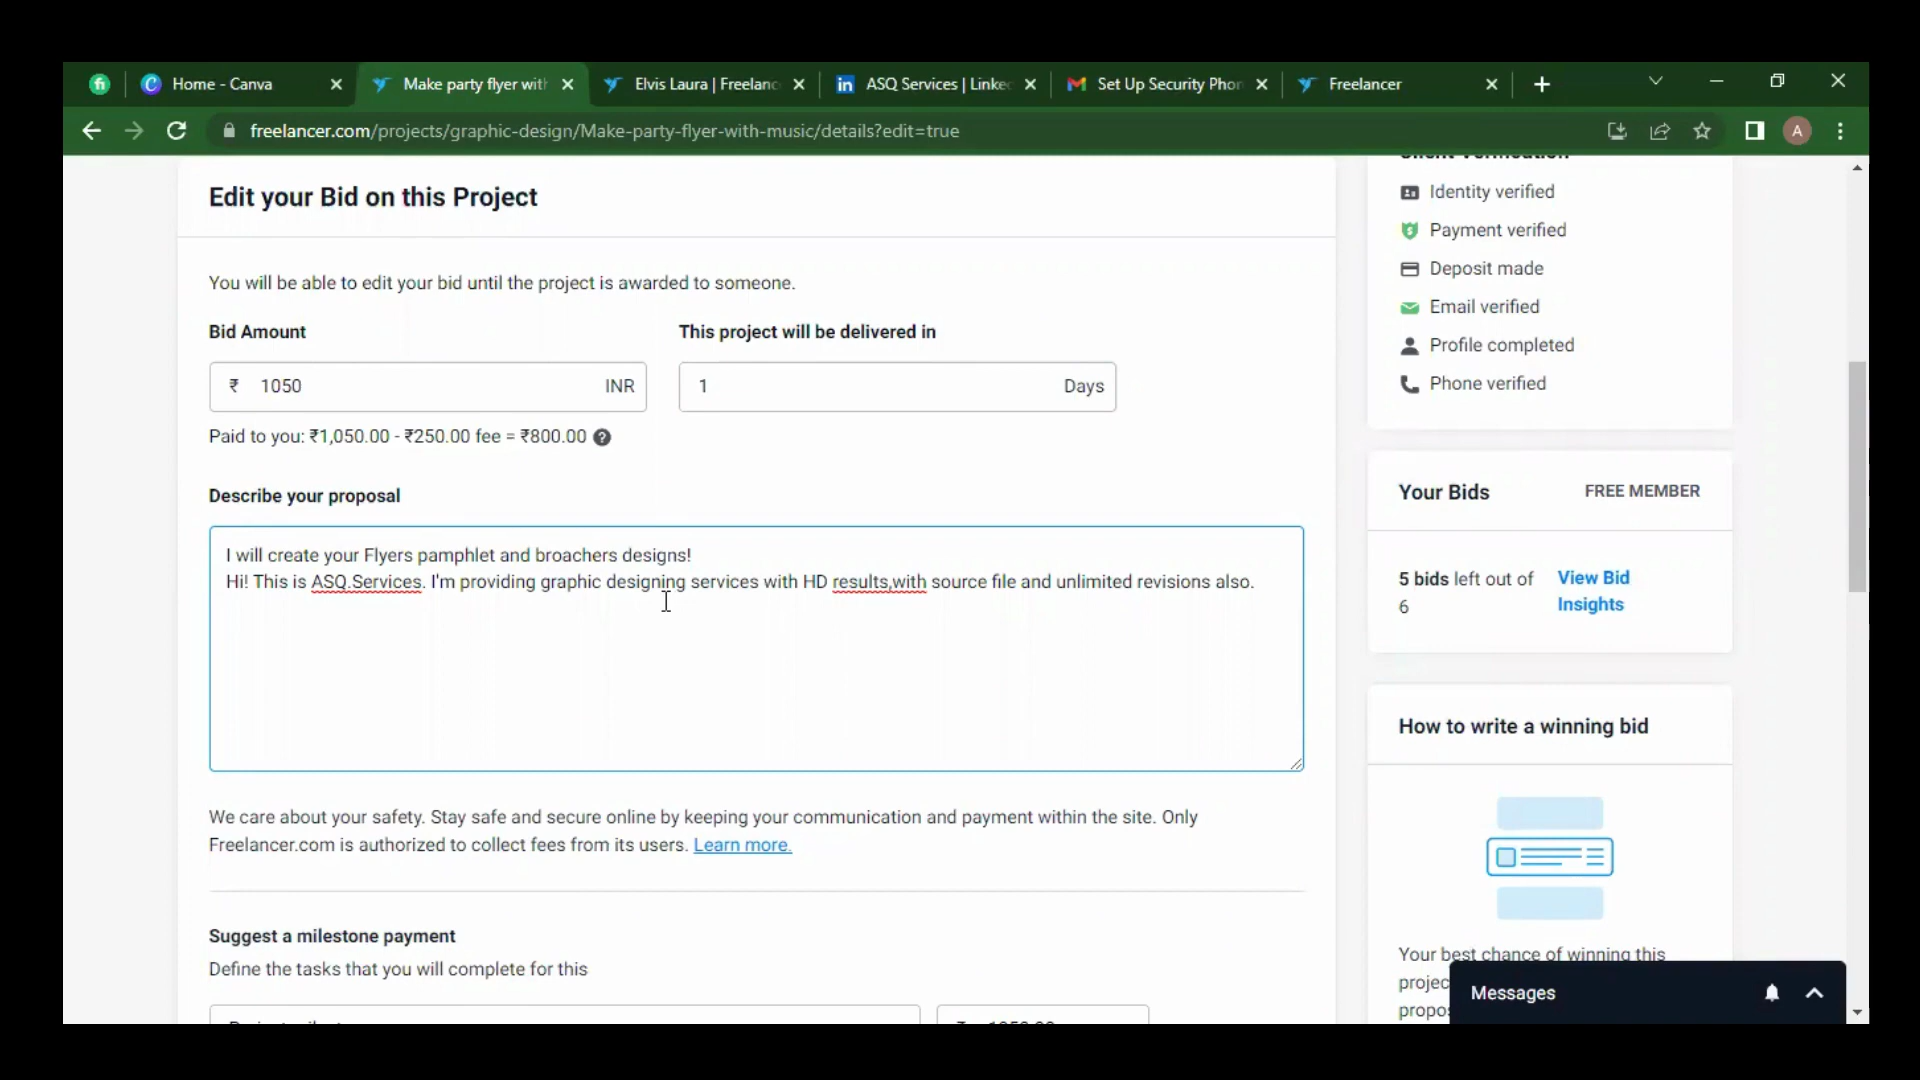 Home - Canva
Make party flyer with
Elvis Laura | Freelanc
ASQ Services | Linke
Set Up Security Phon
Freelancer
freelancer.com/projects/graphic-design/Make-party-flyer-with-music/details?edit=true
A
Edit your Bid on this Project
You will be able to edit your bid until the project is awarded to someone.
Bid Amount
This project will be delivered in
₹ 1050 INR
1 Days
Paid to you: ₹1,050.00 - ₹250.00 fee = ₹800.00
Describe your proposal
I will create your Flyers pamphlet and broachers designs!
Hi! This is ASQ.Services. I'm providing graphic designing services with HD results,with source file and unlimited revisions also.
We care about your safety. Stay safe and secure online by keeping your communication and payment within the site. Only
Freelancer.com is authorized to collect fees from its users. Learn more.
Suggest a milestone payment
Define the tasks that you will complete for this
Client Verification
Identity verified
Payment verified
Deposit made
Email verified
Profile completed
Phone verified
Your Bids
FREE MEMBER
5 bids left out of
6
View Bid
Insights
How to write a winning bid
Your best chance of winning this
projec
propos
Messages